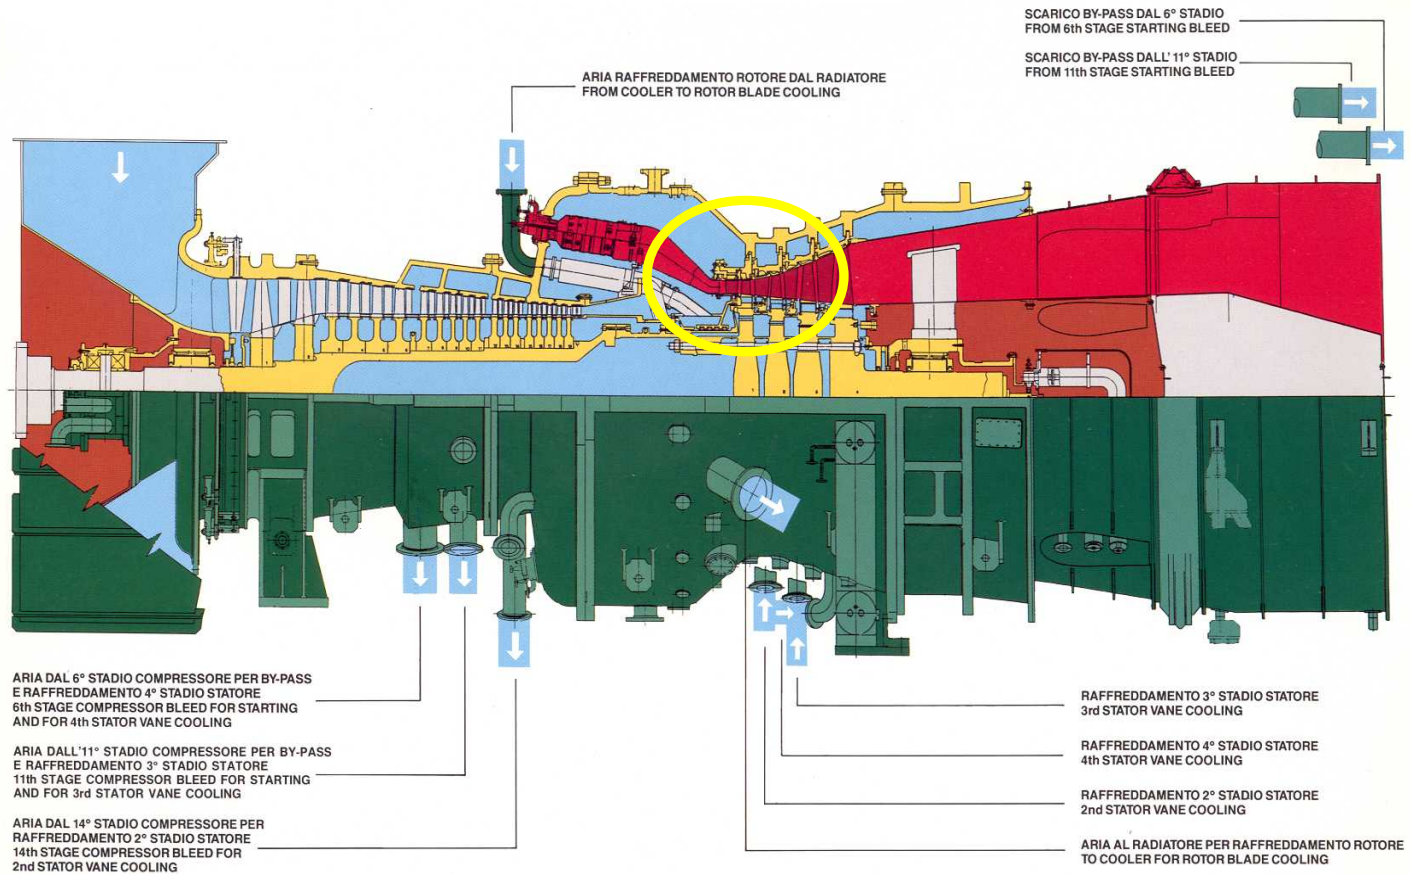 SCARICO BY-PASS DAL 6° STADIO
FROM 6th STAGE STARTING BLEED
SCARICO BY-PASS DALL' 11° STADIO
FROM 11th STAGE STARTING BLEED
ARIA RAFFREDDAMENTO ROTORE DAL RADIATORE
FROM COOLER TO ROTOR BLADE COOLING
ARIA DAL 6° STADIO COMPRESSORE PER BY-PASS
E RAFFREDDAMENTO 4° STADIO STATORE
6th STAGE COMPRESSOR BLEED FOR STARTING
AND FOR 4th STATOR VANE COOLING
ARIA DALL'11° STADIO COMPRESSORE PER BY-PASS
E RAFFREDDAMENTO 3° STADIO STATORE
11th STAGE COMPRESSOR BLEED FOR STARTING
AND FOR 3rd STATOR VANE COOLING
ARIA DAL 14° STADIO COMPRESSORE PER
RAFFREDDAMENTO 2° STADIO STATORE
14th STAGE COMPRESSOR BLEED FOR
2nd STATOR VANE COOLING
RAFFREDDAMENTO 3° STADIO STATORE
3rd STATOR VANE COOLING
RAFFREDDAMENTO 4° STADIO STATORE
4th STATOR VANE COOLING
RAFFREDDAMENTO 2° STADIO STATORE
2nd STATOR VANE COOLING
ARIA AL RADIATORE PER RAFFREDDAMENTO ROTORE
TO COOLER FOR ROTOR BLADE COOLING